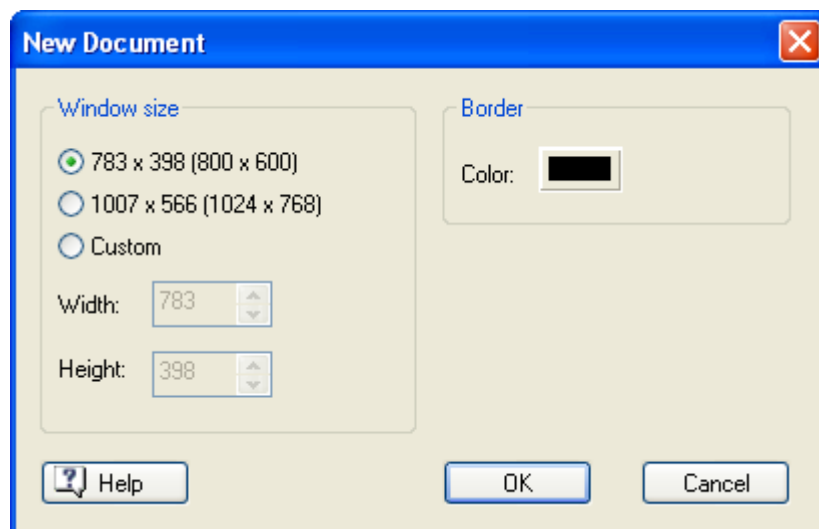 New Document
Window size
783 x 398 (800 x 600)
1007 x 566 (1024 x 768)
Custom
Width: 783
Height: 398
Border
Color:
Help
OK
Cancel